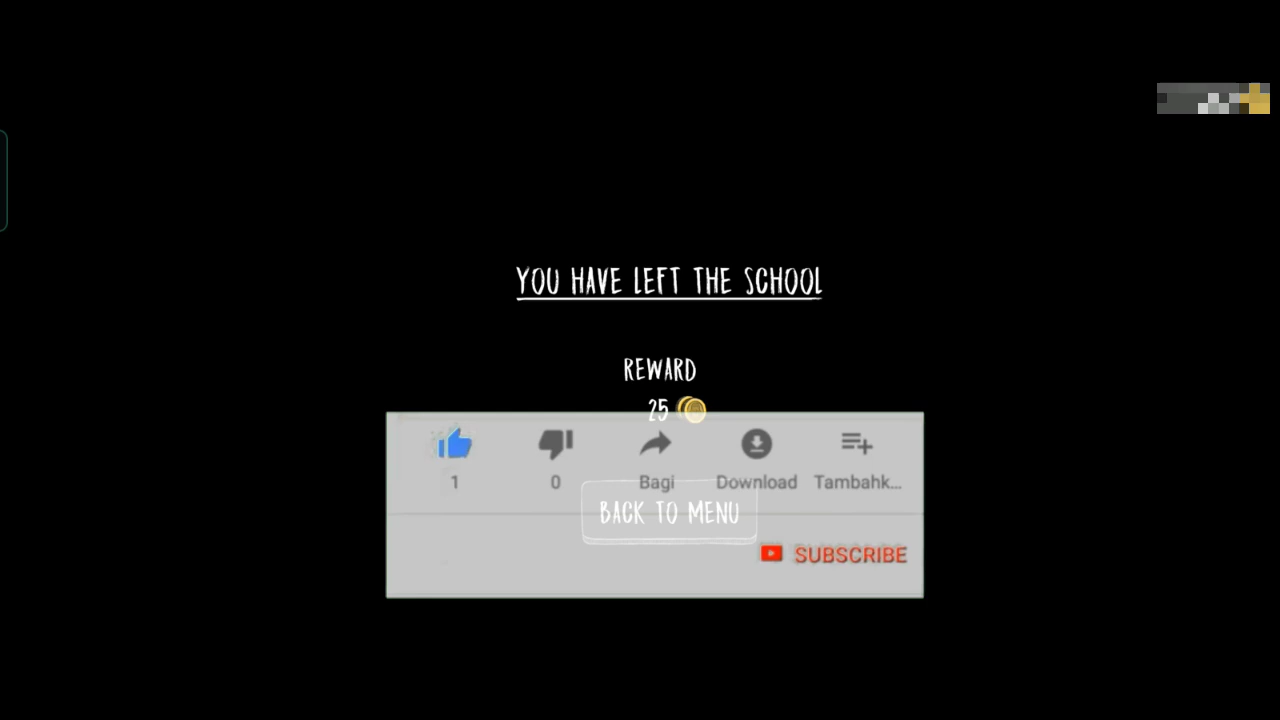 YOU HAVE LEFT THE SCHOOL
REWARD
25
1 0 Bagi Download Tambahk...
BACK TO MENU
SUBSCRIBE